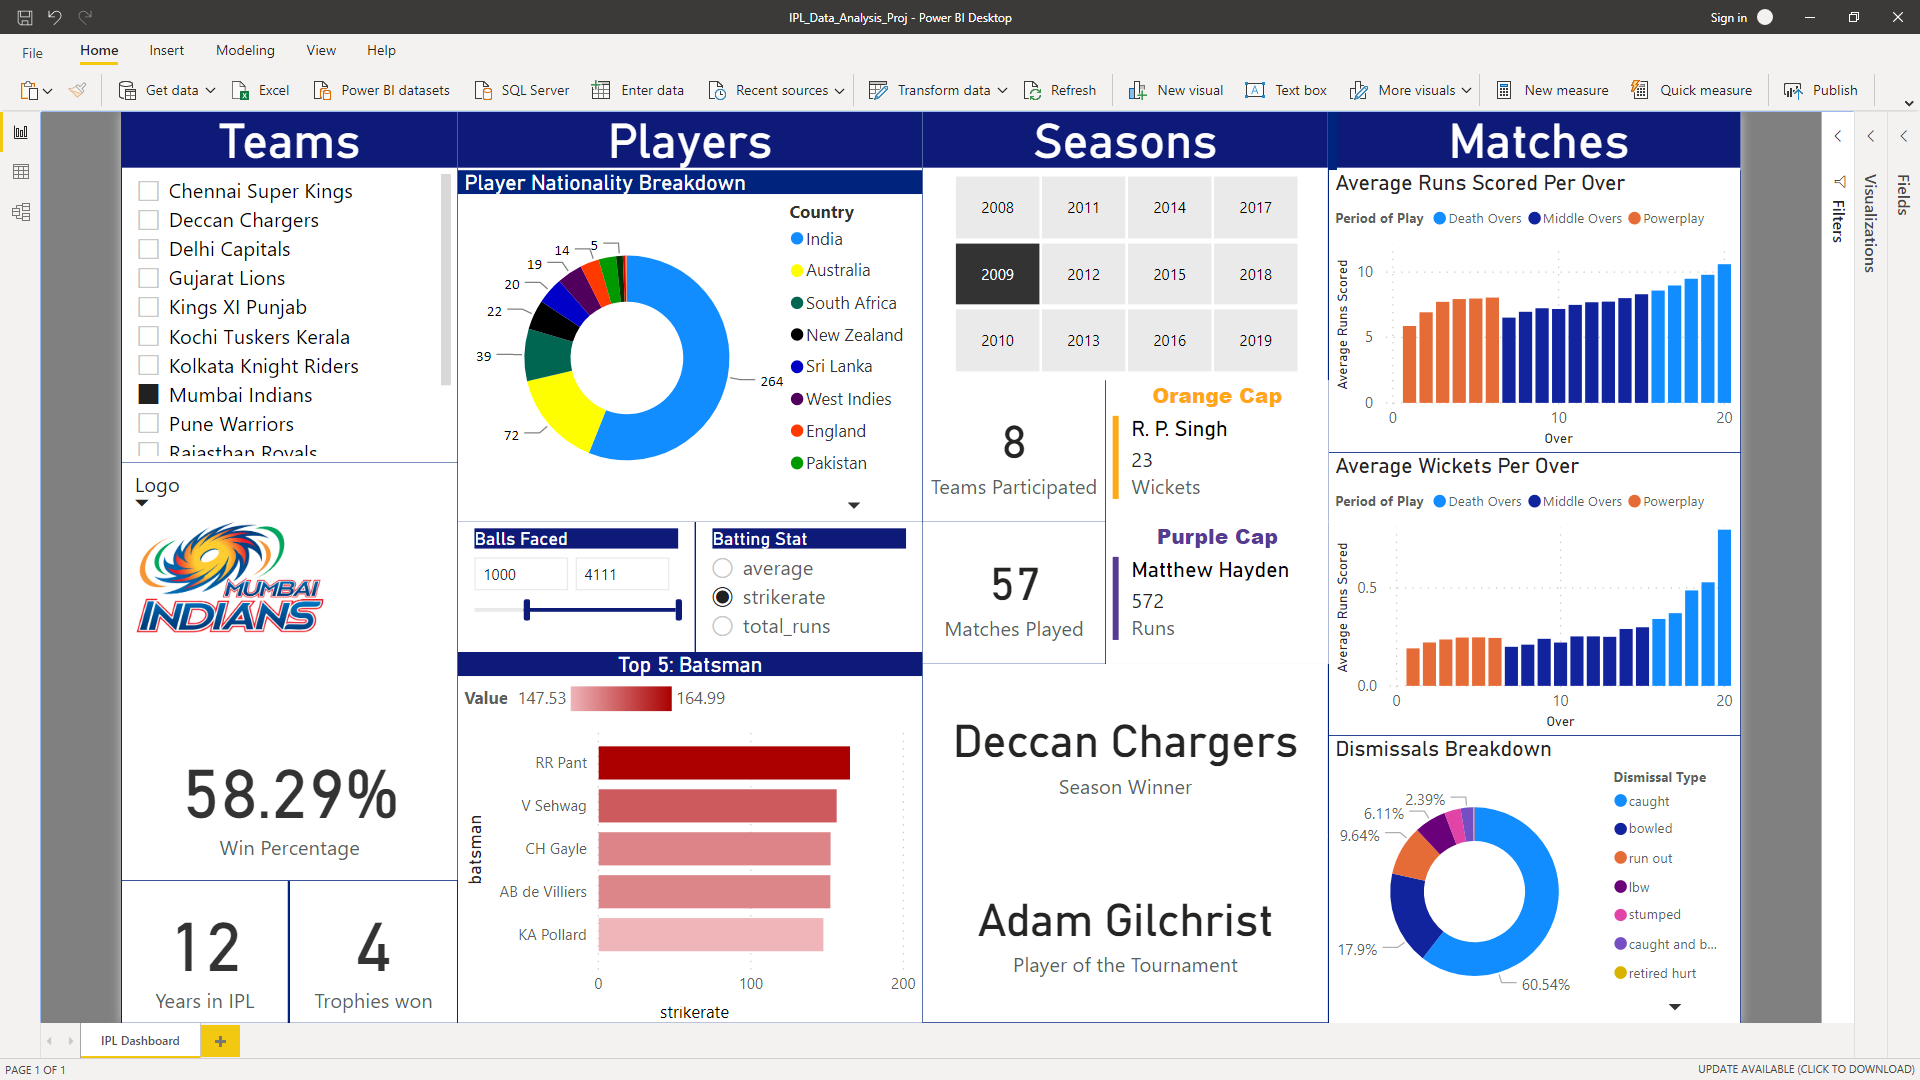 IPL_Data_Analysis_Proj - Power BI Desktop
Sign in
File
Home
Insert
Modeling
View
Help
Get data
Excel
Power BI datasets
SQL Server
Enter data
Recent sources
Transform data
Refresh
New visual
Text box
More visuals
New measure
Quick measure
Publish
Teams
Chennai Super Kings
Deccan Chargers
Delhi Capitals
Gujarat Lions
Kings XI Punjab
Kochi Tuskers Kerala
Kolkata Knight Riders
Mumbai Indians
Pune Warriors
Rajasthan Royals
Logo
MUMBAI
INDIANS
58.29%
Win Percentage
12
Years in IPL
4
Trophies won
Players
Player Nationality Breakdown
5
14
19
20
22
39
72
264
Country
India
Australia
South Africa
New Zealand
Sri Lanka
West Indies
England
Pakistan
Balls Faced
1000
4111
Batting Stat
average
strikerate
total_runs
Top 5: Batsman
Value 147.53 164.99
batsman
RR Pant
V Sehwag
CH Gayle
AB de Villiers
KA Pollard
0 100 200
strikerate
Seasons
2008 2011 2014 2017
2009 2012 2015 2018
2010 2013 2016 2019
8
Teams Participated
Orange Cap
R. P. Singh
23
Wickets
57
Matches Played
Purple Cap
Matthew Hayden
572
Runs
Deccan Chargers
Season Winner
Adam Gilchrist
Player of the Tournament
Matches
Average Runs Scored Per Over
Period of Play Death Overs Middle Overs Powerplay
Average Runs Scored
10
5
0
0 10 20
Over
Average Wickets Per Over
Period of Play Death Overs Middle Overs Powerplay
Average Runs Scored
0.5
0.0
0 10 20
Over
Dismissals Breakdown
2.39%
6.11%
9.64%
17.9%
60.54%
Dismissal Type
caught
bowled
run out
lbw
stumped
caught and b...
retired hurt
Filters
Visualizations
Fields
IPL Dashboard
PAGE 1 OF 1
UPDATE AVAILABLE (CLICK TO DOWNLOAD)